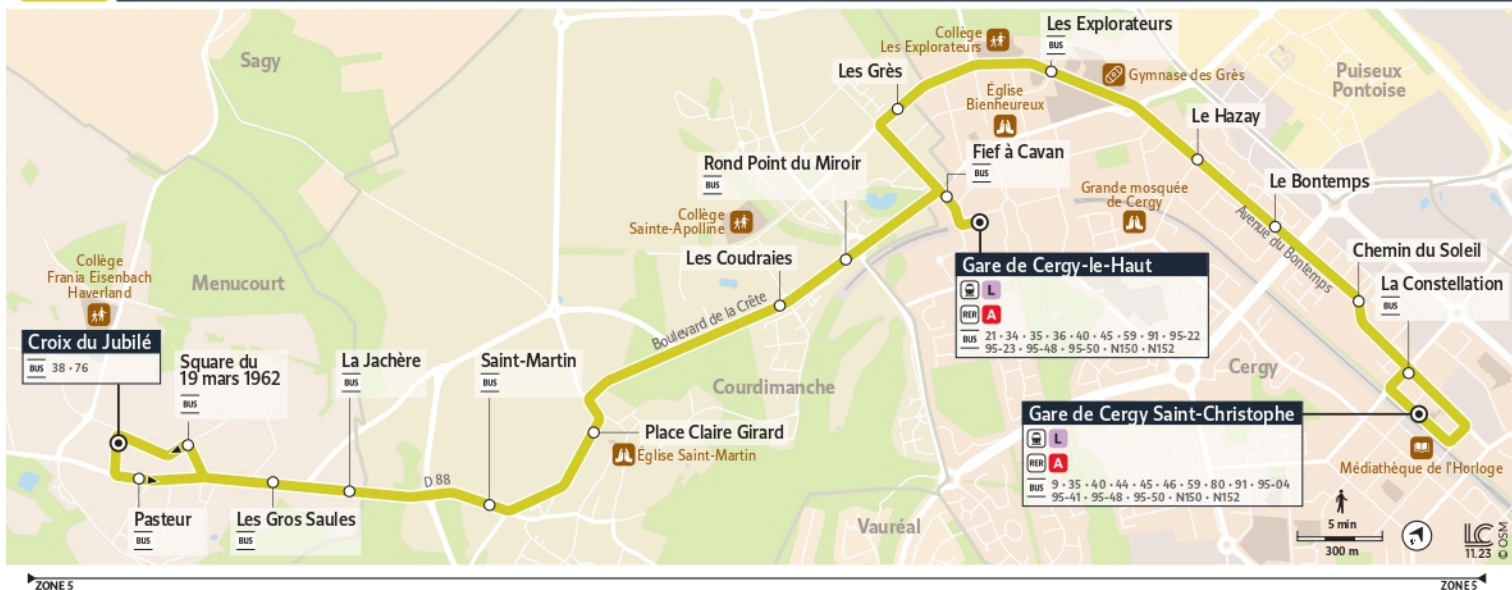 Sagy
Menucourt
Collège
Frania Eisenbach
Haverland
Croix du Jubilé
BUS 38 • 76
Square du
19 mars 1962
BUS
Pasteur
BUS
Les Gros Saules
BUS
La Jachère
BUS
D 88
Saint-Martin
BUS
Place Claire Girard
Église Saint-Martin
Boulevard de la Crête
Courdimanche
Les Coudraies
Collège
Sainte-Apolline
Rond Point du Miroir
BUS
Les Grès
Collège
Les Explorateurs
Les Explorateurs
BUS
Gymnase des Grès
Église
Bienheureux
Fief à Cavan
BUS
Gare de Cergy-le-Haut
L
RER A
BUS 21 • 34 • 35 • 36 • 40 • 45 • 59 • 91 • 95-22
95-23 • 95-48 • 95-50 • N150 • N152
Grande mosquée
de Cergy
Puiseux
Pontoise
Le Hazay
Le Bontemps
Avenue du Bontemps
Chemin du Soleil
La Constellation
BUS
Cergy
Gare de Cergy Saint-Christophe
L
RER A
BUS 9 • 35 • 40 • 44 • 45 • 46 • 59 • 80 • 91 • 95-04
95-41 • 95-48 • 95-50 • N150 • N152
Médiathèque de l'Horloge
Vauréal
5 min
300 m
LC
11.23
© OSM
ZONE 5
ZONE 5